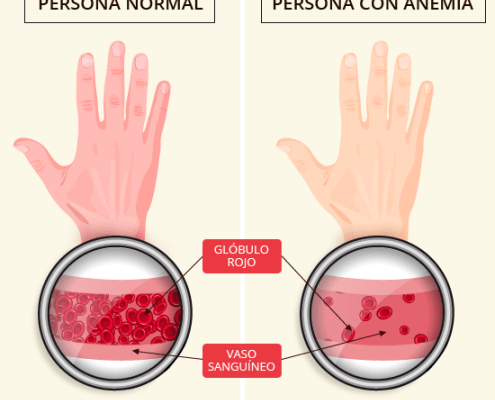 PERSONA NORMAL
PERSONA CON ANEMIA
GLÓBULO
ROJO
VASO
SANGUÍNEO